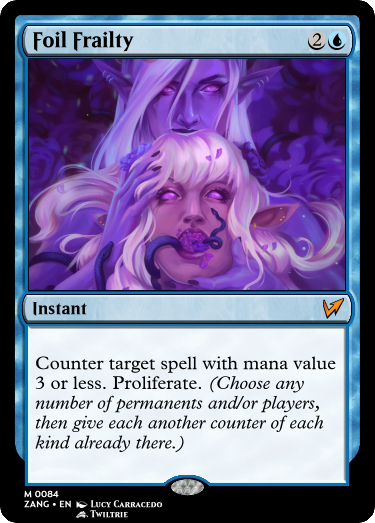 Foil Frailty 2
Instant
Counter target spell with mana value
3 or less. Proliferate. (Choose any
number of permanents and/or players,
then give each another counter of each
kind already there.)
M 0084
ZANG • EN Lucy Carracedo
Twiltrie